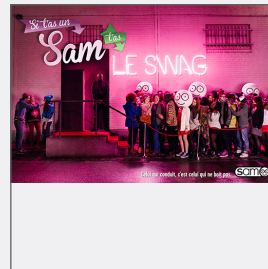 Si t'as un
Sam
t'as
LE SWAG
Celui qui conduit, c'est celui qui ne boit pas.
sam